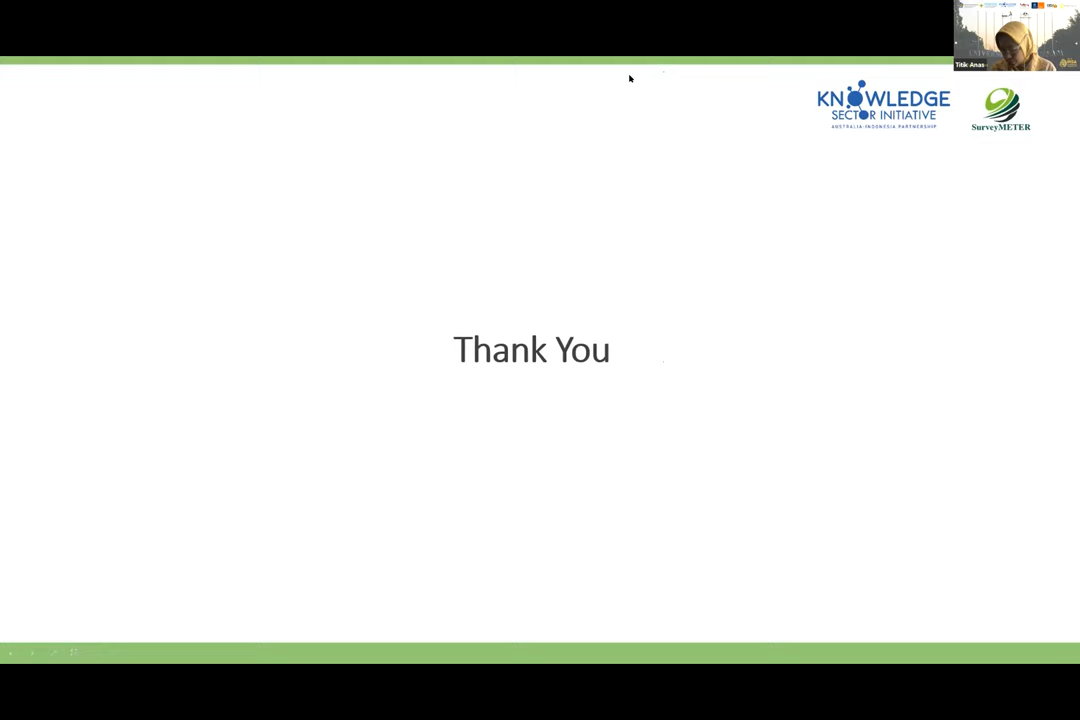 Titik Anas
KNOWLEDGE
SECTOR INITIATIVE
AUSTRALIA INDONESIA PARTNERSHIP
SurveyMETER
Thank You